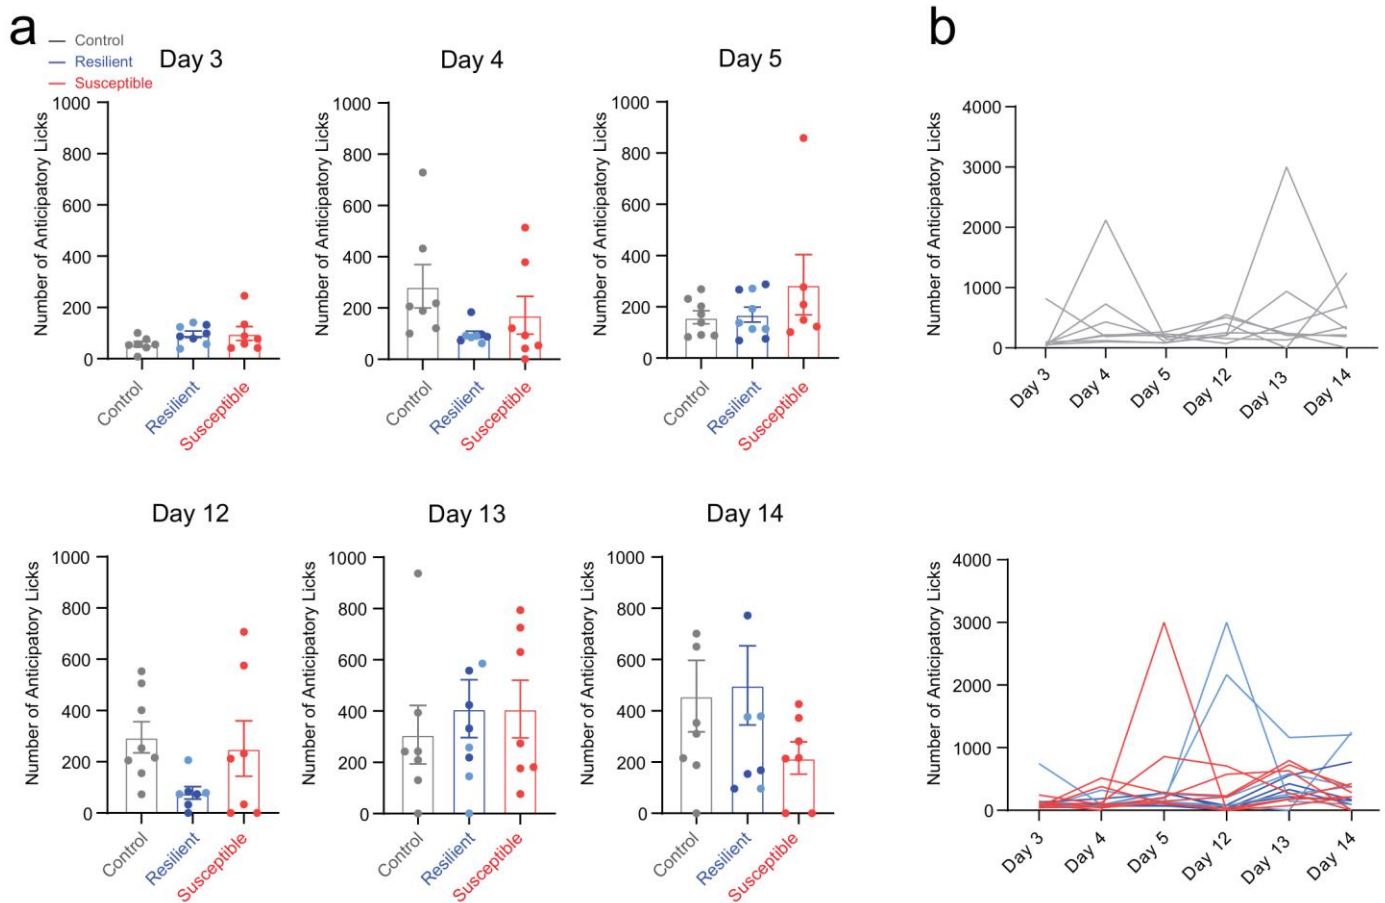 a
b
Control
Resilient
Susceptible
Day 3
Day 4
Day 5
Number of Anticipatory Licks
1000
800
600
400
200
0
Control
Resilient
Susceptible
Number of Anticipatory Licks
1000
800
600
400
200
0
Control
Resilient
Susceptible
Number of Anticipatory Licks
1000
800
600
400
200
0
Control
Resilient
Susceptible
Number of Anticipatory Licks
4000
3000
2000
1000
0
Day 3
Day 4
Day 5
Day 12
Day 13
Day 14
Day 12
Day 13
Day 14
Number of Anticipatory Licks
1000
800
600
400
200
0
Control
Resilient
Susceptible
Number of Anticipatory Licks
1000
800
600
400
200
0
Control
Resilient
Susceptible
Number of Anticipatory Licks
1000
800
600
400
200
0
Control
Resilient
Susceptible
Number of Anticipatory Licks
4000
3000
2000
1000
0
Day 3
Day 4
Day 5
Day 12
Day 13
Day 14